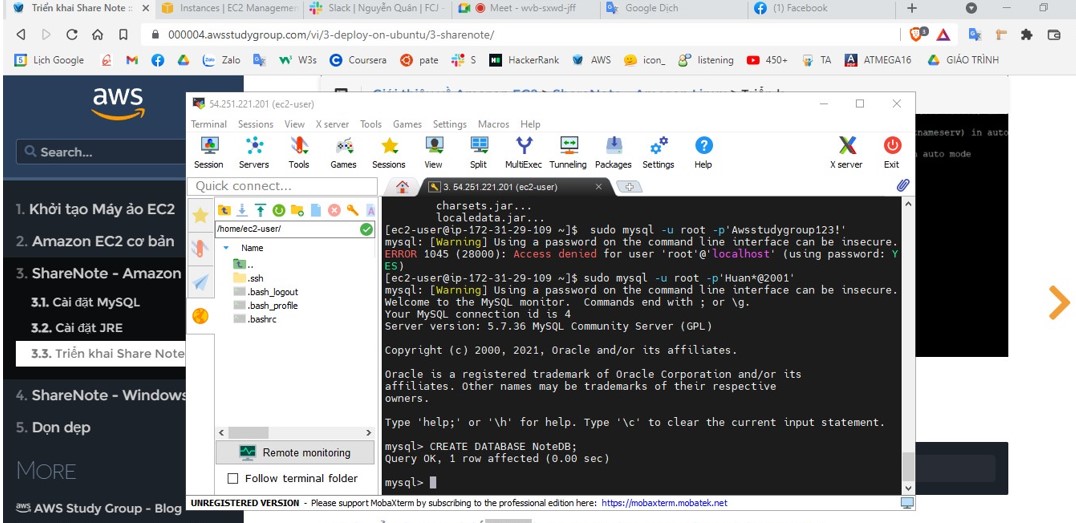 Triển khai Share Note ::
Instances | EC2 Managemen
Slack | Nguyễn Quân | FCJ -
Meet - wvb-sxwd-jff
Google Dịch
(1) Facebook
000004.awsstudygroup.com/vi/3-deploy-on-ubuntu/3-sharenote/
Lịch Google
Zalo
W3s
Coursera
pate
S
HackerRank
AWS
icon_
listening
450+
TA
ATMEGA16
GIÁO TRÌNH
aws
Search...
1. Khởi tạo Máy ảo EC2
2. Amazon EC2 cơ bản
3. ShareNote - Amazon
3.1. Cài đặt MySQL
3.2. Cài đặt JRE
3.3. Triển khai Share Note
4. ShareNote - Windows
5. Dọn dẹp
MORE
aws AWS Study Group - Blog
nameserv) in auto
auto mode
54.251.221.201 (ec2-user)
Terminal Sessions View X server Tools Games Settings Macros Help
Session Servers Tools Games Sessions View Split MultiExec Tunneling Packages Settings Help X server Exit
Quick connect...
3. 54.251.221.201 (ec2-user)
/home/ec2-user/
Name
..
.ssh
.bash_logout
.bash_profile
.bashrc
Remote monitoring
Follow terminal folder
charsets.jar...
localedata.jar...
[ec2-user@ip-172-31-29-109 ~]$  sudo mysql -u root -p'Awsstudygroup123!'
mysql: [Warning] Using a password on the command line interface can be insecure.
ERROR 1045 (28000): Access denied for user 'root'@'localhost' (using password: Y
ES)
[ec2-user@ip-172-31-29-109 ~]$ sudo mysql -u root -p'Huan*@2001'
mysql: [Warning] Using a password on the command line interface can be insecure.
Welcome to the MySQL monitor.  Commands end with ; or \g.
Your MySQL connection id is 4
Server version: 5.7.36 MySQL Community Server (GPL)
Copyright (c) 2000, 2021, Oracle and/or its affiliates.
Oracle is a registered trademark of Oracle Corporation and/or its
affiliates. Other names may be trademarks of their respective
owners.
Type 'help;' or '\h' for help. Type '\c' to clear the current input statement.
mysql> CREATE DATABASE NoteDB;
Query OK, 1 row affected (0.00 sec)
mysql>
UNREGISTERED VERSION - Please support MobaXterm by subscribing to the professional edition here: https://mobaxterm.mobatek.net